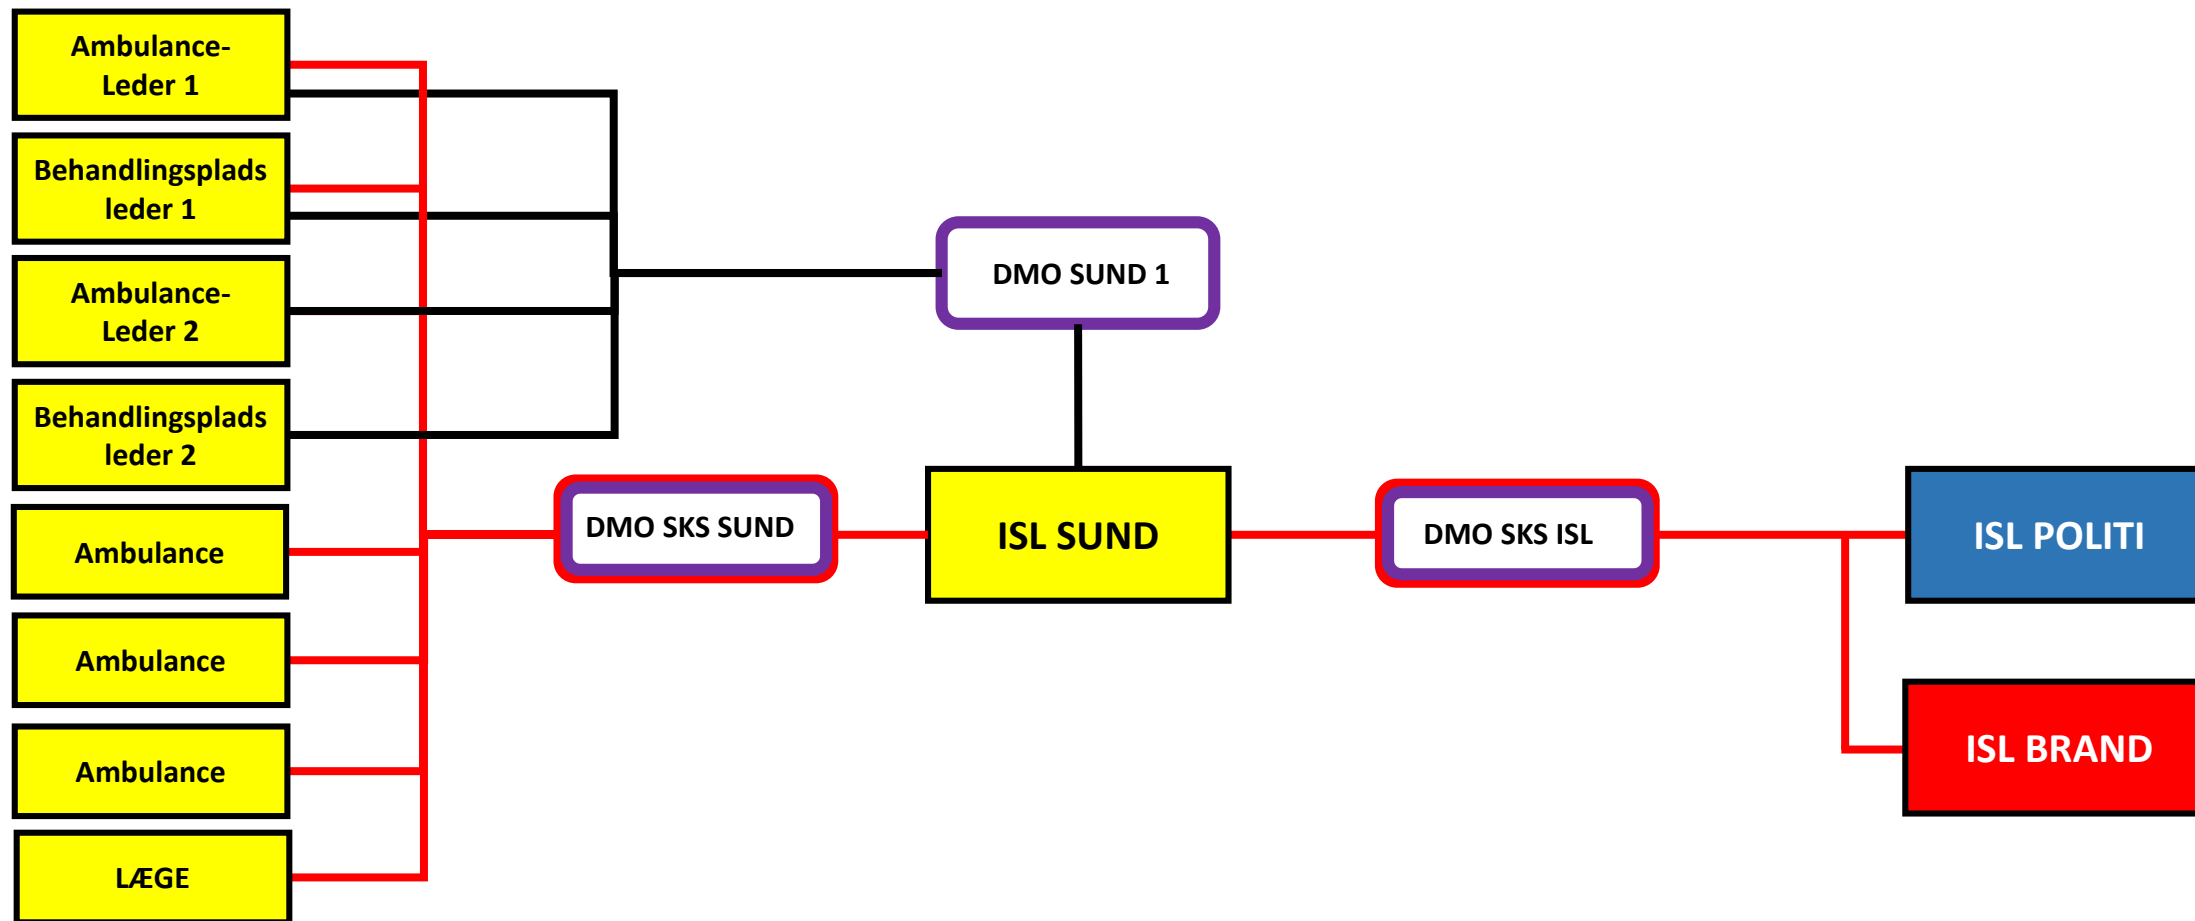 Ambulance-
Leder 1
Behandlingsplads
leder 1
Ambulance-
Leder 2
Behandlingsplads
leder 2
Ambulance
Ambulance
Ambulance
LÆGE
DMO SUND 1
DMO SKS SUND
ISL SUND
DMO SKS ISL
ISL POLITI
ISL BRAND